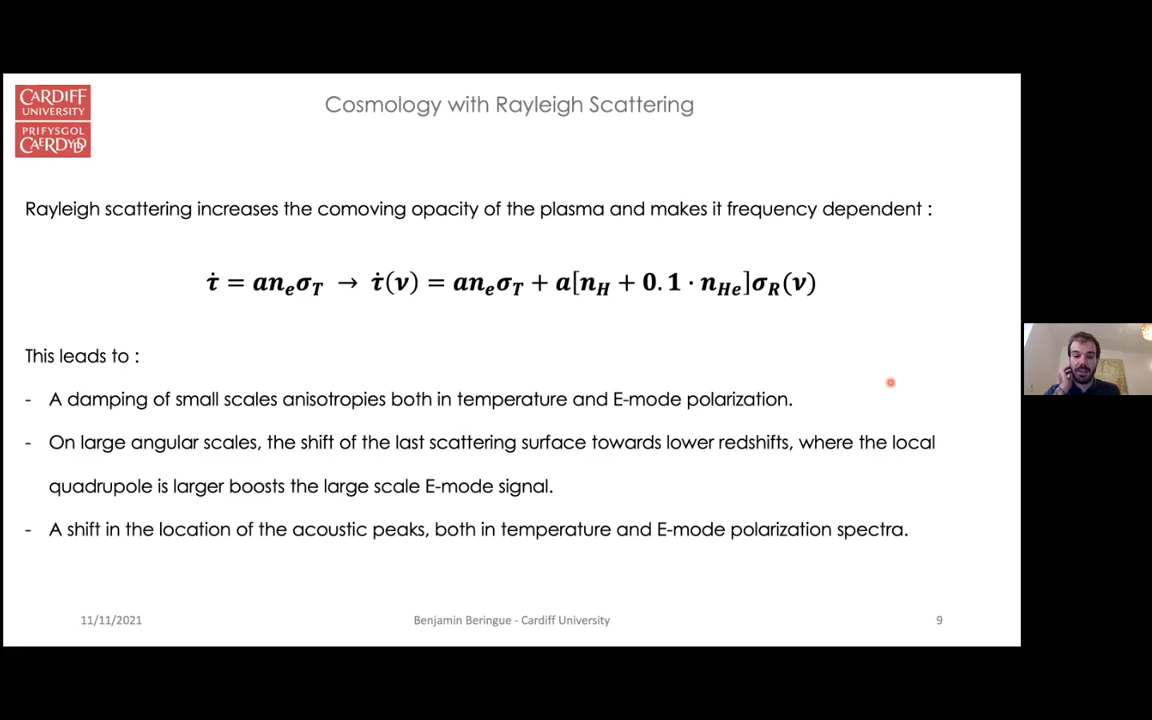 CARDIFF
UNIVERSITY
PRIFYSGOL
CAERDYDD
Cosmology with Rayleigh Scattering
Rayleigh scattering increases the comoving opacity of the plasma and makes it frequency dependent :
τ̇ = anₑσ_T → τ̇(ν) = anₑσ_T + a[n_H + 0.1 · n_He]σ_R(ν)
This leads to :
- A damping of small scales anisotropies both in temperature and E-mode polarization.
- On large angular scales, the shift of the last scattering surface towards lower redshifts, where the local
quadrupole is larger boosts the large scale E-mode signal.
- A shift in the location of the acoustic peaks, both in temperature and E-mode polarization spectra.
11/11/2021
Benjamin Beringue - Cardiff University
9